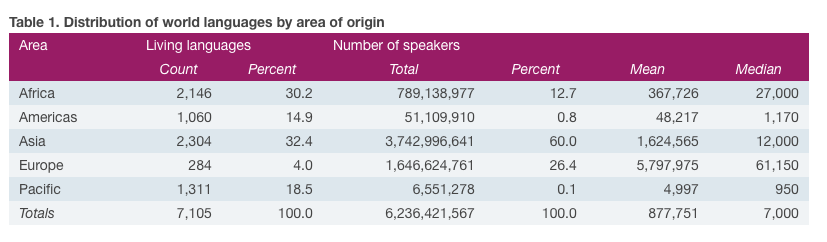 Table 1. Distribution of world languages by area of origin
Area Living languages Number of speakers
Count Percent Total Percent Mean Median
Africa 2,146 30.2 789,138,977 12.7 367,726 27,000
Americas 1,060 14.9 51,109,910 0.8 48,217 1,170
Asia 2,304 32.4 3,742,996,641 60.0 1,624,565 12,000
Europe 284 4.0 1,646,624,761 26.4 5,797,975 61,150
Pacific 1,311 18.5 6,551,278 0.1 4,997 950
Totals 7,105 100.0 6,236,421,567 100.0 877,751 7,000